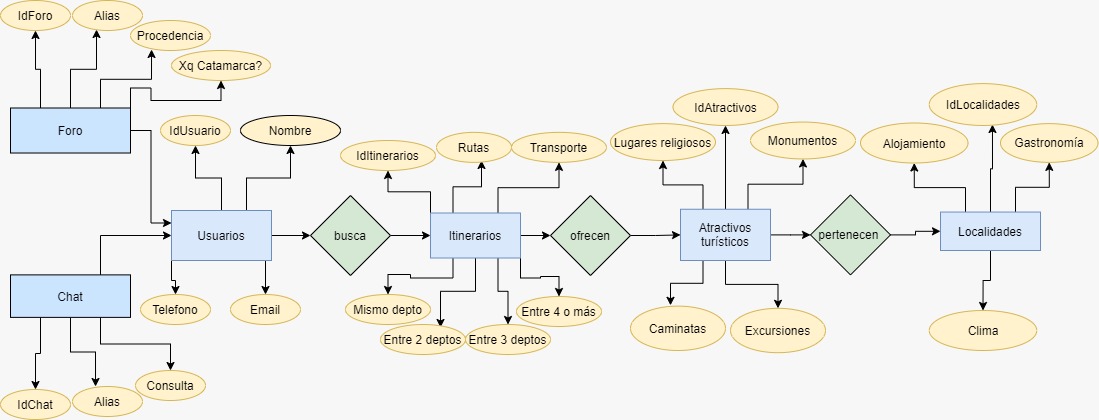 IdForo
Alias
Procedencia
Xq Catamarca?
Foro
IdUsuario
Nombre
Usuarios
Telefono
Email
Chat
IdChat
Alias
Consulta
busca
IdItinerarios
Rutas
Transporte
Itinerarios
Mismo depto
Entre 2 deptos
Entre 3 deptos
Entre 4 o más
ofrecen
Lugares religiosos
IdAtractivos
Monumentos
Atractivos
turísticos
Caminatas
Excursiones
pertenecen
Alojamiento
IdLocalidades
Gastronomía
Localidades
Clima